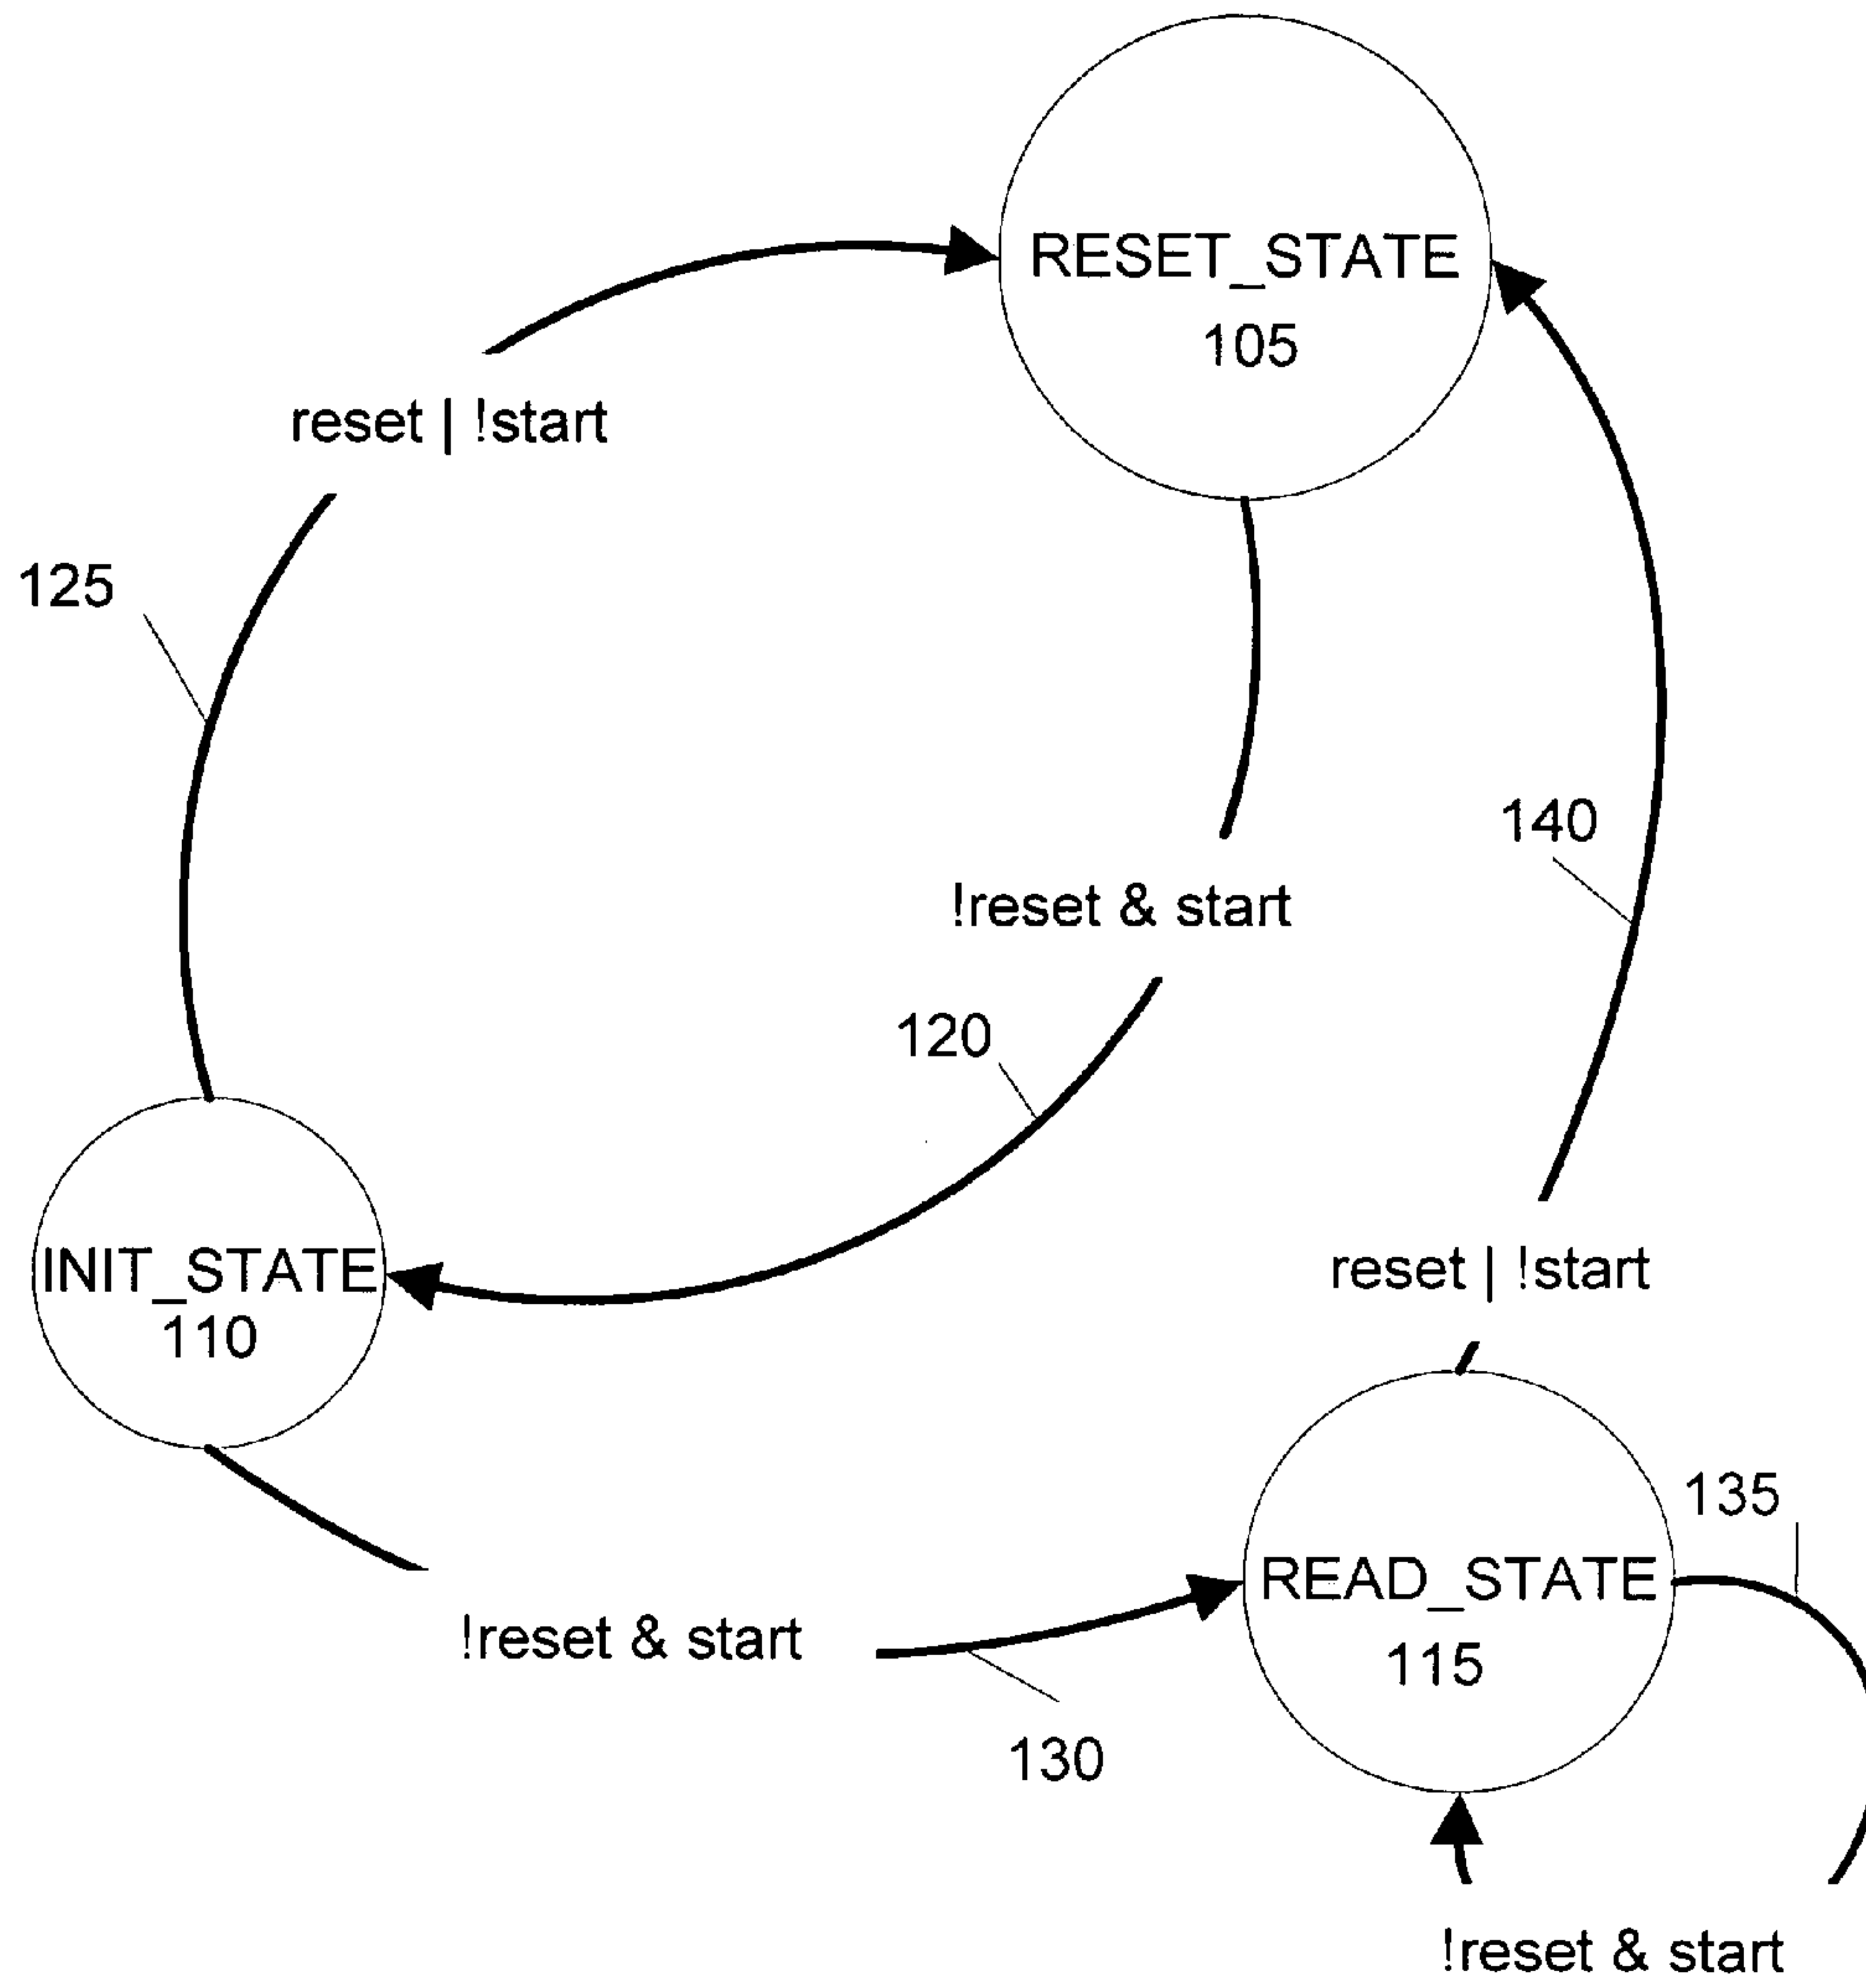 RESET_STATE
105
reset | !start
125
140
!reset & start
120
INIT_STATE
110
reset | !start
135
READ_STATE
115
!reset & start
130
!reset & start